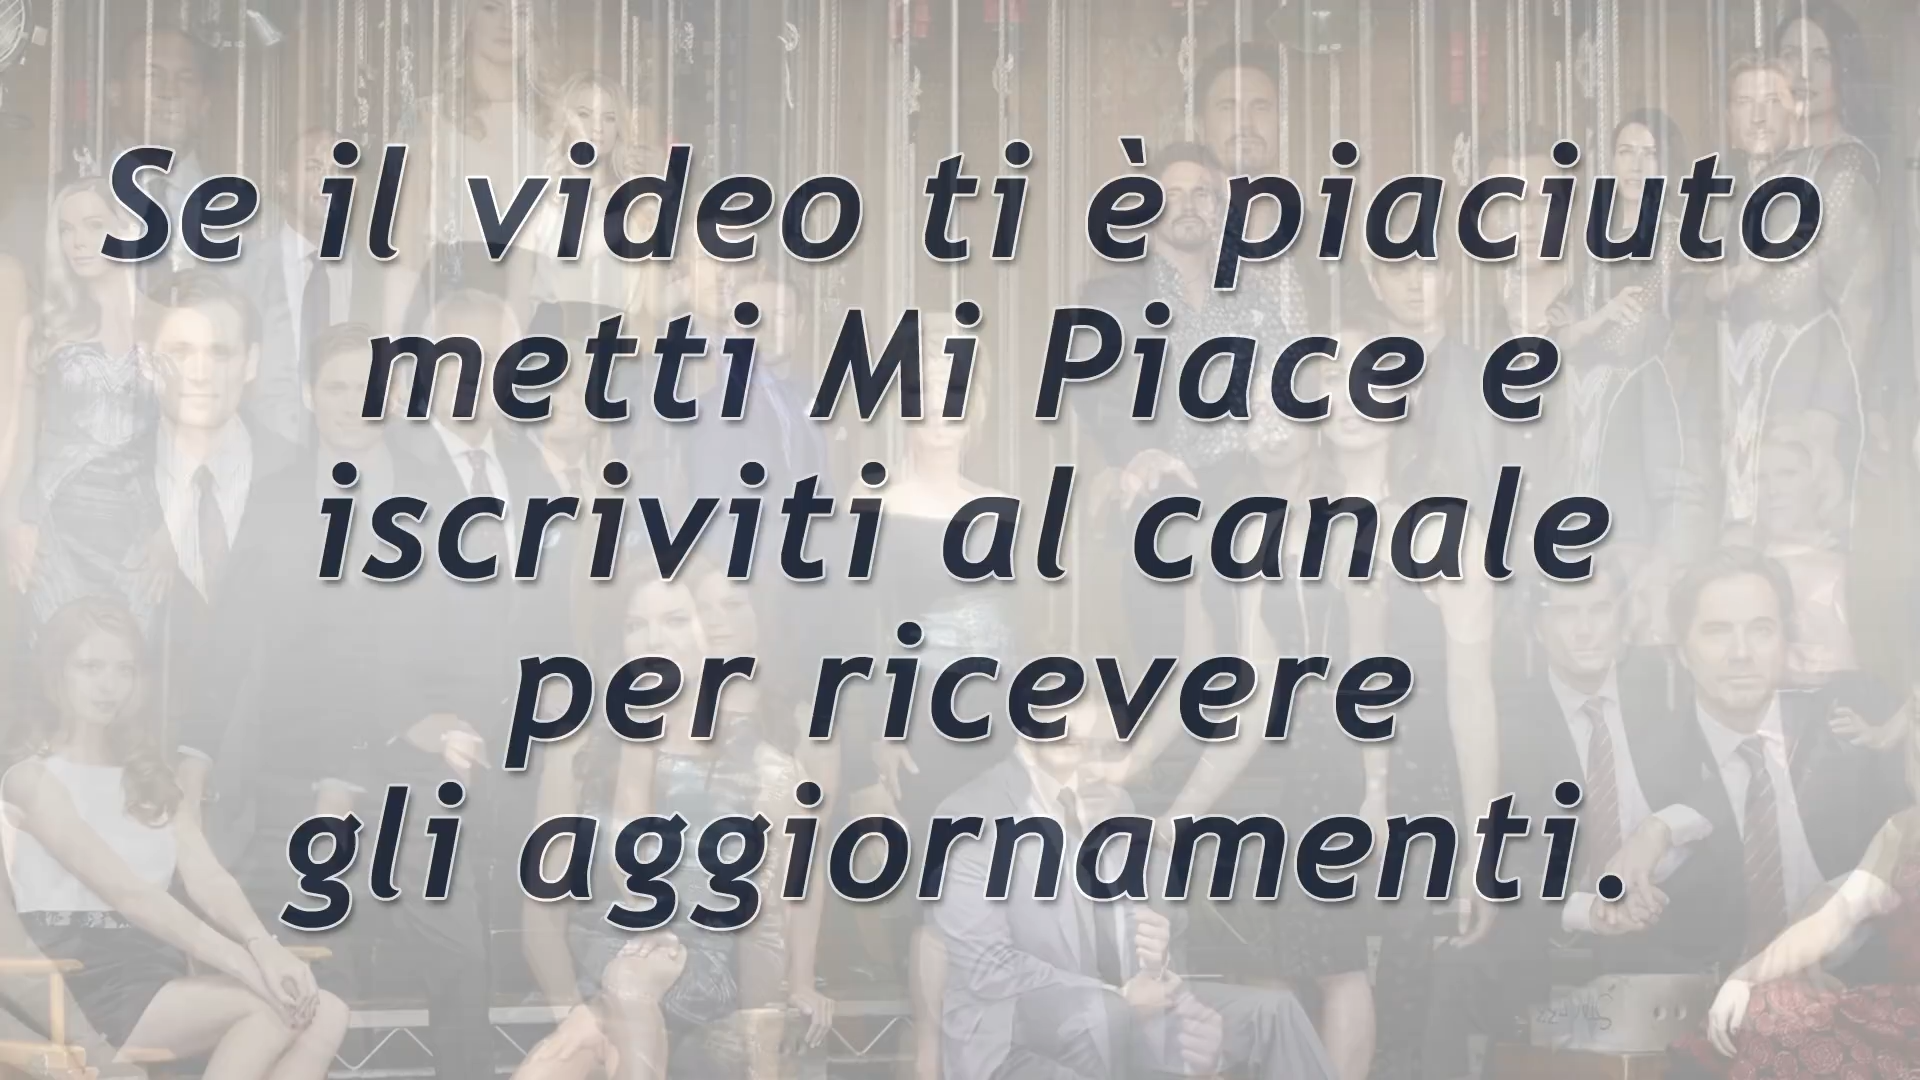 Se il video ti è piaciuto
metti Mi Piace e
iscriviti al canale
per ricevere
gli aggiornamenti.